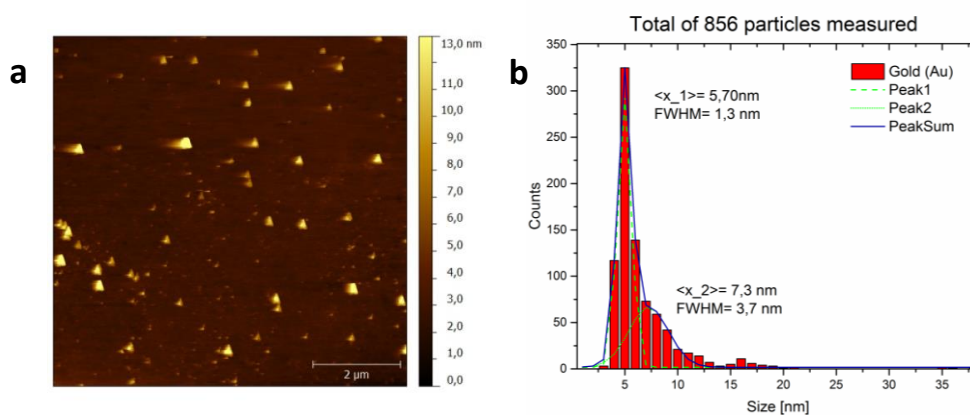 a
13,0 nm
11,0
10,0
9,0
8,0
7,0
6,0
5,0
4,0
3,0
2,0
1,0
0,0
2 µm
b
Total of 856 particles measured
Gold (Au)
Peak1
Peak2
PeakSum
<x_1>= 5,70nm
FWHM= 1,3 nm
<x_2>= 7,3 nm
FWHM= 3,7 nm
Counts
350
300
250
200
150
100
50
0
5 10 15 20 25 30 35
Size [nm]